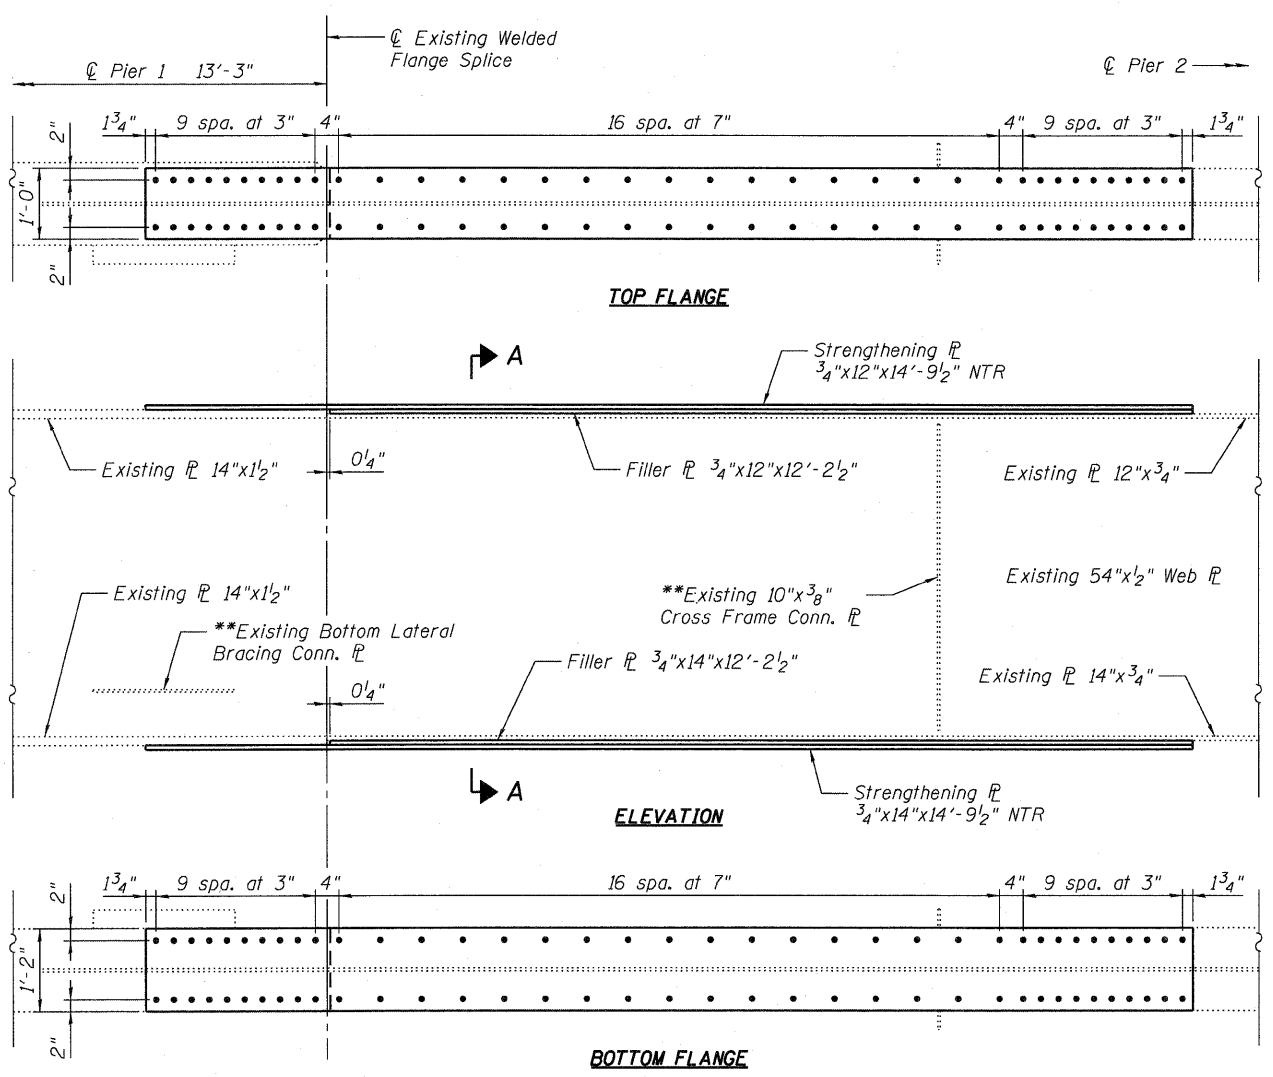 ℄ Existing Welded
Flange Splice
℄ Pier 1 13'-3"
℄ Pier 2
1¾" 9 spa. at 3" 4" 16 spa. at 7" 4" 9 spa. at 3" 1¾"
2"
1'-0"
2"
TOP FLANGE
A
Strengthening ℄
¾"x12"x14'-9½" NTR
Existing ℄ 14"x1½"
0¼"
Filler ℄ ¾"x12"x12'-2½"
Existing ℄ 12"x¾"
Existing ℄ 14"x1½"
**Existing 10"x⅜"
Cross Frame Conn. ℄
Existing 54"x½" Web ℄
**Existing Bottom Lateral
Bracing Conn. ℄
Filler ℄ ¾"x14"x12'-2½"
0¼"
Existing ℄ 14"x¾"
A
Strengthening ℄
¾"x14"x14'-9½" NTR
ELEVATION
1¾" 9 spa. at 3" 4" 16 spa. at 7" 4" 9 spa. at 3" 1¾"
2"
1'-2"
2"
BOTTOM FLANGE